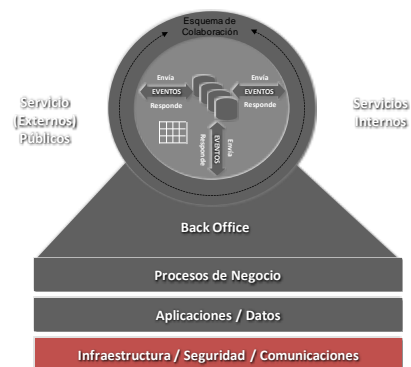 Esquema de
Colaboración
Envía
EVENTOS
Responde
Envía
EVENTOS
Responde
Envía
EVENTOS
Responde
Servicio
(Externos)
Públicos
Servicios
Internos
Back Office
Procesos de Negocio
Aplicaciones / Datos
Infraestructura / Seguridad / Comunicaciones